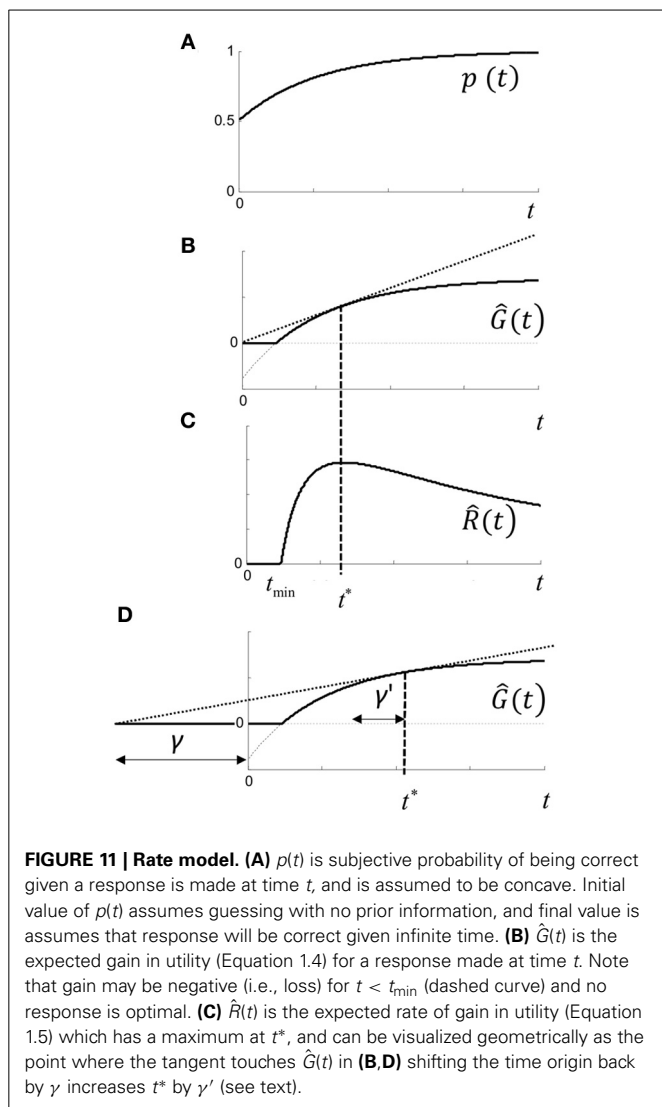 A
1
p (t)
0.5
0
0
t
B
Ĝ(t)
0
0
C
t
R̂(t)
0
0
t_min
t*
t
D
Ĝ(t)
γ'
0
γ
0
t*
t
FIGURE 11 | Rate model. (A) p(t) is subjective probability of being correct
given a response is made at time t, and is assumed to be concave. Initial
value of p(t) assumes guessing with no prior information, and final value is
assumes that response will be correct given infinite time. (B) Ĝ(t) is the
expected gain in utility (Equation 1.4) for a response made at time t. Note
that gain may be negative (i.e., loss) for t < t_min (dashed curve) and no
response is optimal. (C) R̂(t) is the expected rate of gain in utility (Equation
1.5) which has a maximum at t*, and can be visualized geometrically as the
point where the tangent touches Ĝ(t) in (B,D) shifting the time origin back
by γ increases t* by γ′ (see text).